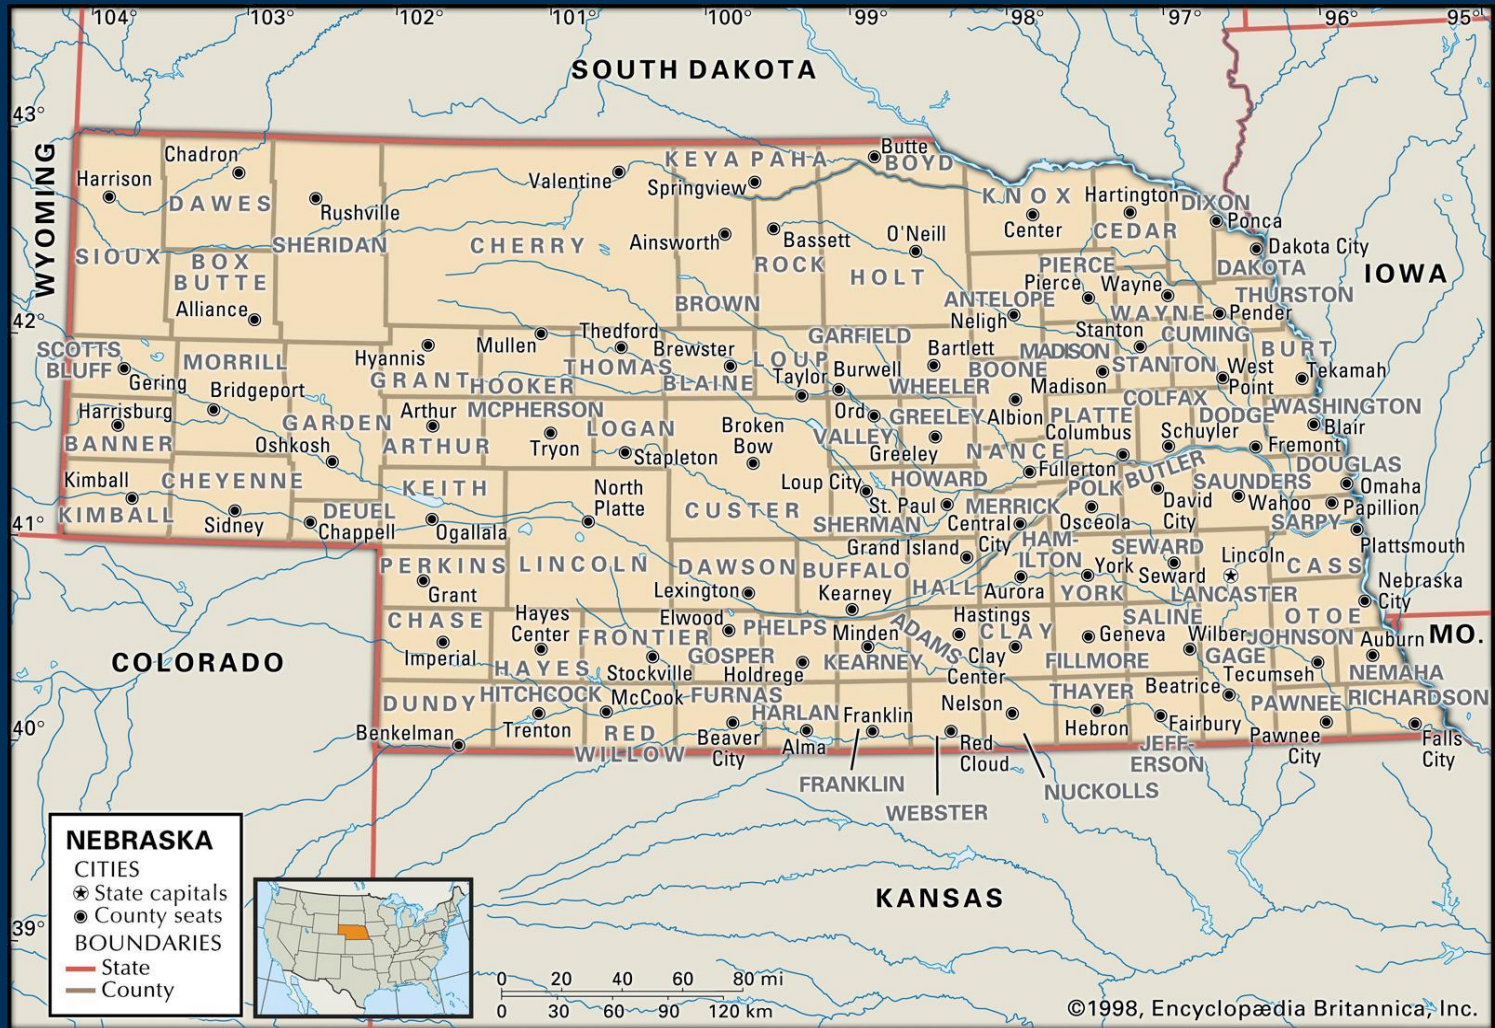 104°
103°
102°
101°
100°
99°
98°
97°
96°
95°
SOUTH DAKOTA
43°
WYOMING
Chadron
Harrison
DAWES
Rushville
SIOUX
SHERIDAN
BOX
BUTTE
Alliance
Valentine
CHERRY
KEYA PAHA
Springview
Butte
BOYD
Ainsworth
Bassett
ROCK
BROWN
O'Neill
HOLT
KNOX
Center
Hartington
CEDAR
DIXON
Ponca
Dakota City
DAKOTA
IOWA
PIERCE
Pierce
Wayne
ANTELOPE
Neligh
WAYNE
THURSTON
Pender
42°
SCOTTS
BLUFF
Gering
MORRILL
Bridgeport
Hyannis
GRANT
Mullen
HOOKER
Thedford
THOMAS
Brewster
BLAINE
LOUP
Taylor
GARFIELD
Burwell
Bartlett
WHEELER
BOONE
MADISON
Madison
Stanton
STANTON
CUMING
West
Point
BURT
Tekamah
Harrisburg
BANNER
GARDEN
Oshkosh
Arthur
ARTHUR
MCPHERSON
Tryon
LOGAN
Stapleton
Broken
Bow
Ord
VALLEY
GREELEY
Greeley
Albion
NANCE
Fullerton
PLATTE
Columbus
COLFAX
Schuyler
DODGE
Fremont
WASHINGTON
Blair
Kimball
KIMBALL
CHEYENNE
Sidney
DEUEL
Chappell
KEITH
Ogallala
North
Platte
CUSTER
Loup City
SHERMAN
HOWARD
St. Paul
MERRICK
Central
City
POLK
Osceola
BUTLER
David
City
SAUNDERS
Wahoo
DOUGLAS
Omaha
Papillion
SARPY
41°
Plattsmouth
PERKINS
Grant
LINCOLN
DAWSON
Lexington
BUFFALO
Kearney
Grand Island
HALL
HAM-
ILTON
Aurora
York
YORK
SEWARD
Seward
Lincoln
LANCASTER
CASS
Nebraska
City
OTOE
CHASE
Imperial
Hayes
Center
HAYES
FRONTIER
Stockville
Elwood
GOSPER
PHELPS
Holdrege
Minden
KEARNEY
ADAMS
Hastings
CLAY
Clay
Center
Geneva
FILLMORE
SALINE
Wilber
GAGE
Beatrice
JOHNSON
Tecumseh
Auburn
NEMAHA
MO.
COLORADO
DUNDY
Benkelman
HITCHCOCK
Trenton
McCook
RED
WILLOW
FURNAS
Beaver
City
HARLAN
Alma
Franklin
FRANKLIN
Red
Cloud
WEBSTER
Nelson
NUCKOLLS
THAYER
Hebron
Fairbury
JEFF-
ERSON
PAWNEE
Pawnee
City
RICHARDSON
Falls
City
40°
KANSAS
39°
NEBRASKA
CITIES
State capitals
County seats
BOUNDARIES
State
County
0 20 40 60 80 mi
0 30 60 90 120 km
©1998, Encyclopædia Britannica, Inc.